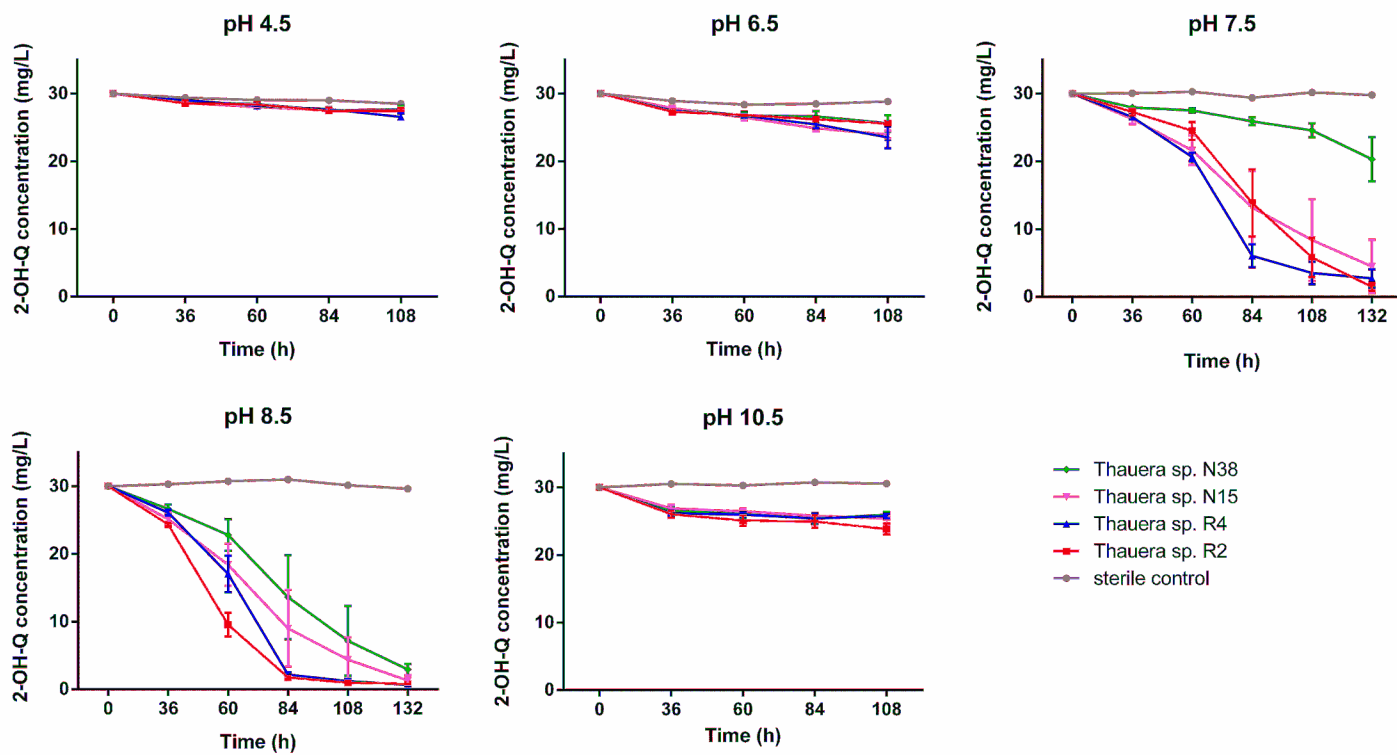 pH 4.5
2-OH-Q concentration (mg/L)
30
20
10
0
0 36 60 84 108
Time (h)
pH 6.5
2-OH-Q concentration (mg/L)
30
20
10
0
0 36 60 84 108
Time (h)
pH 7.5
2-OH-Q concentration (mg/L)
30
20
10
0
0 36 60 84 108 132
Time (h)
pH 8.5
2-OH-Q concentration (mg/L)
30
20
10
0
0 36 60 84 108 132
Time (h)
pH 10.5
2-OH-Q concentration (mg/L)
30
20
10
0
0 36 60 84 108
Time (h)
Thauera sp. N38
Thauera sp. N15
Thauera sp. R4
Thauera sp. R2
sterile control